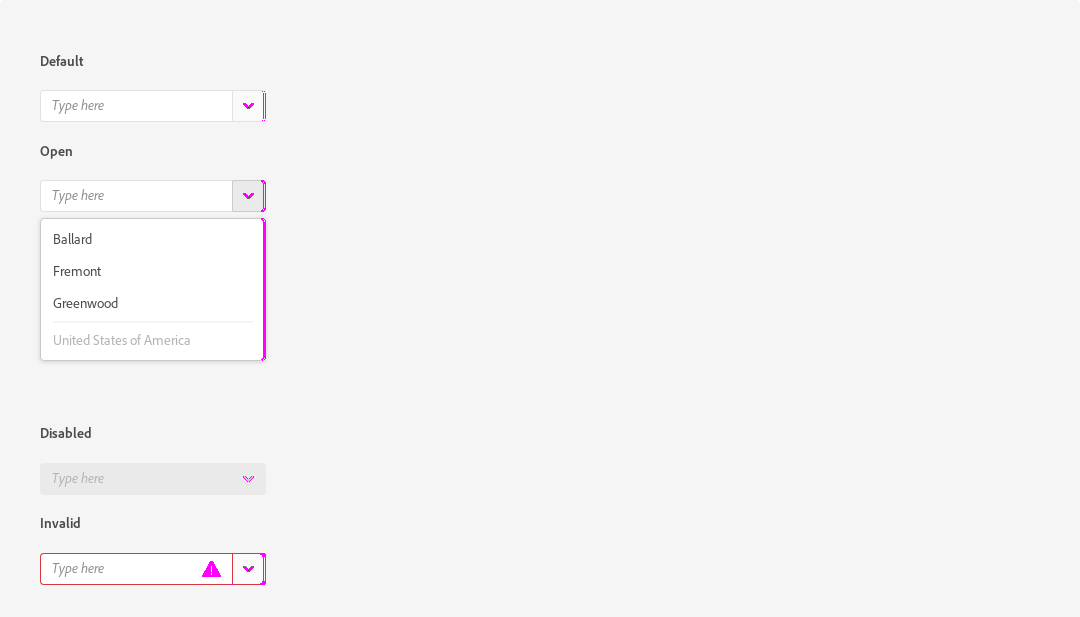 Default
Type here
Open
Type here
Ballard
Fremont
Greenwood
United States of America
Disabled
Type here
Invalid
Type here